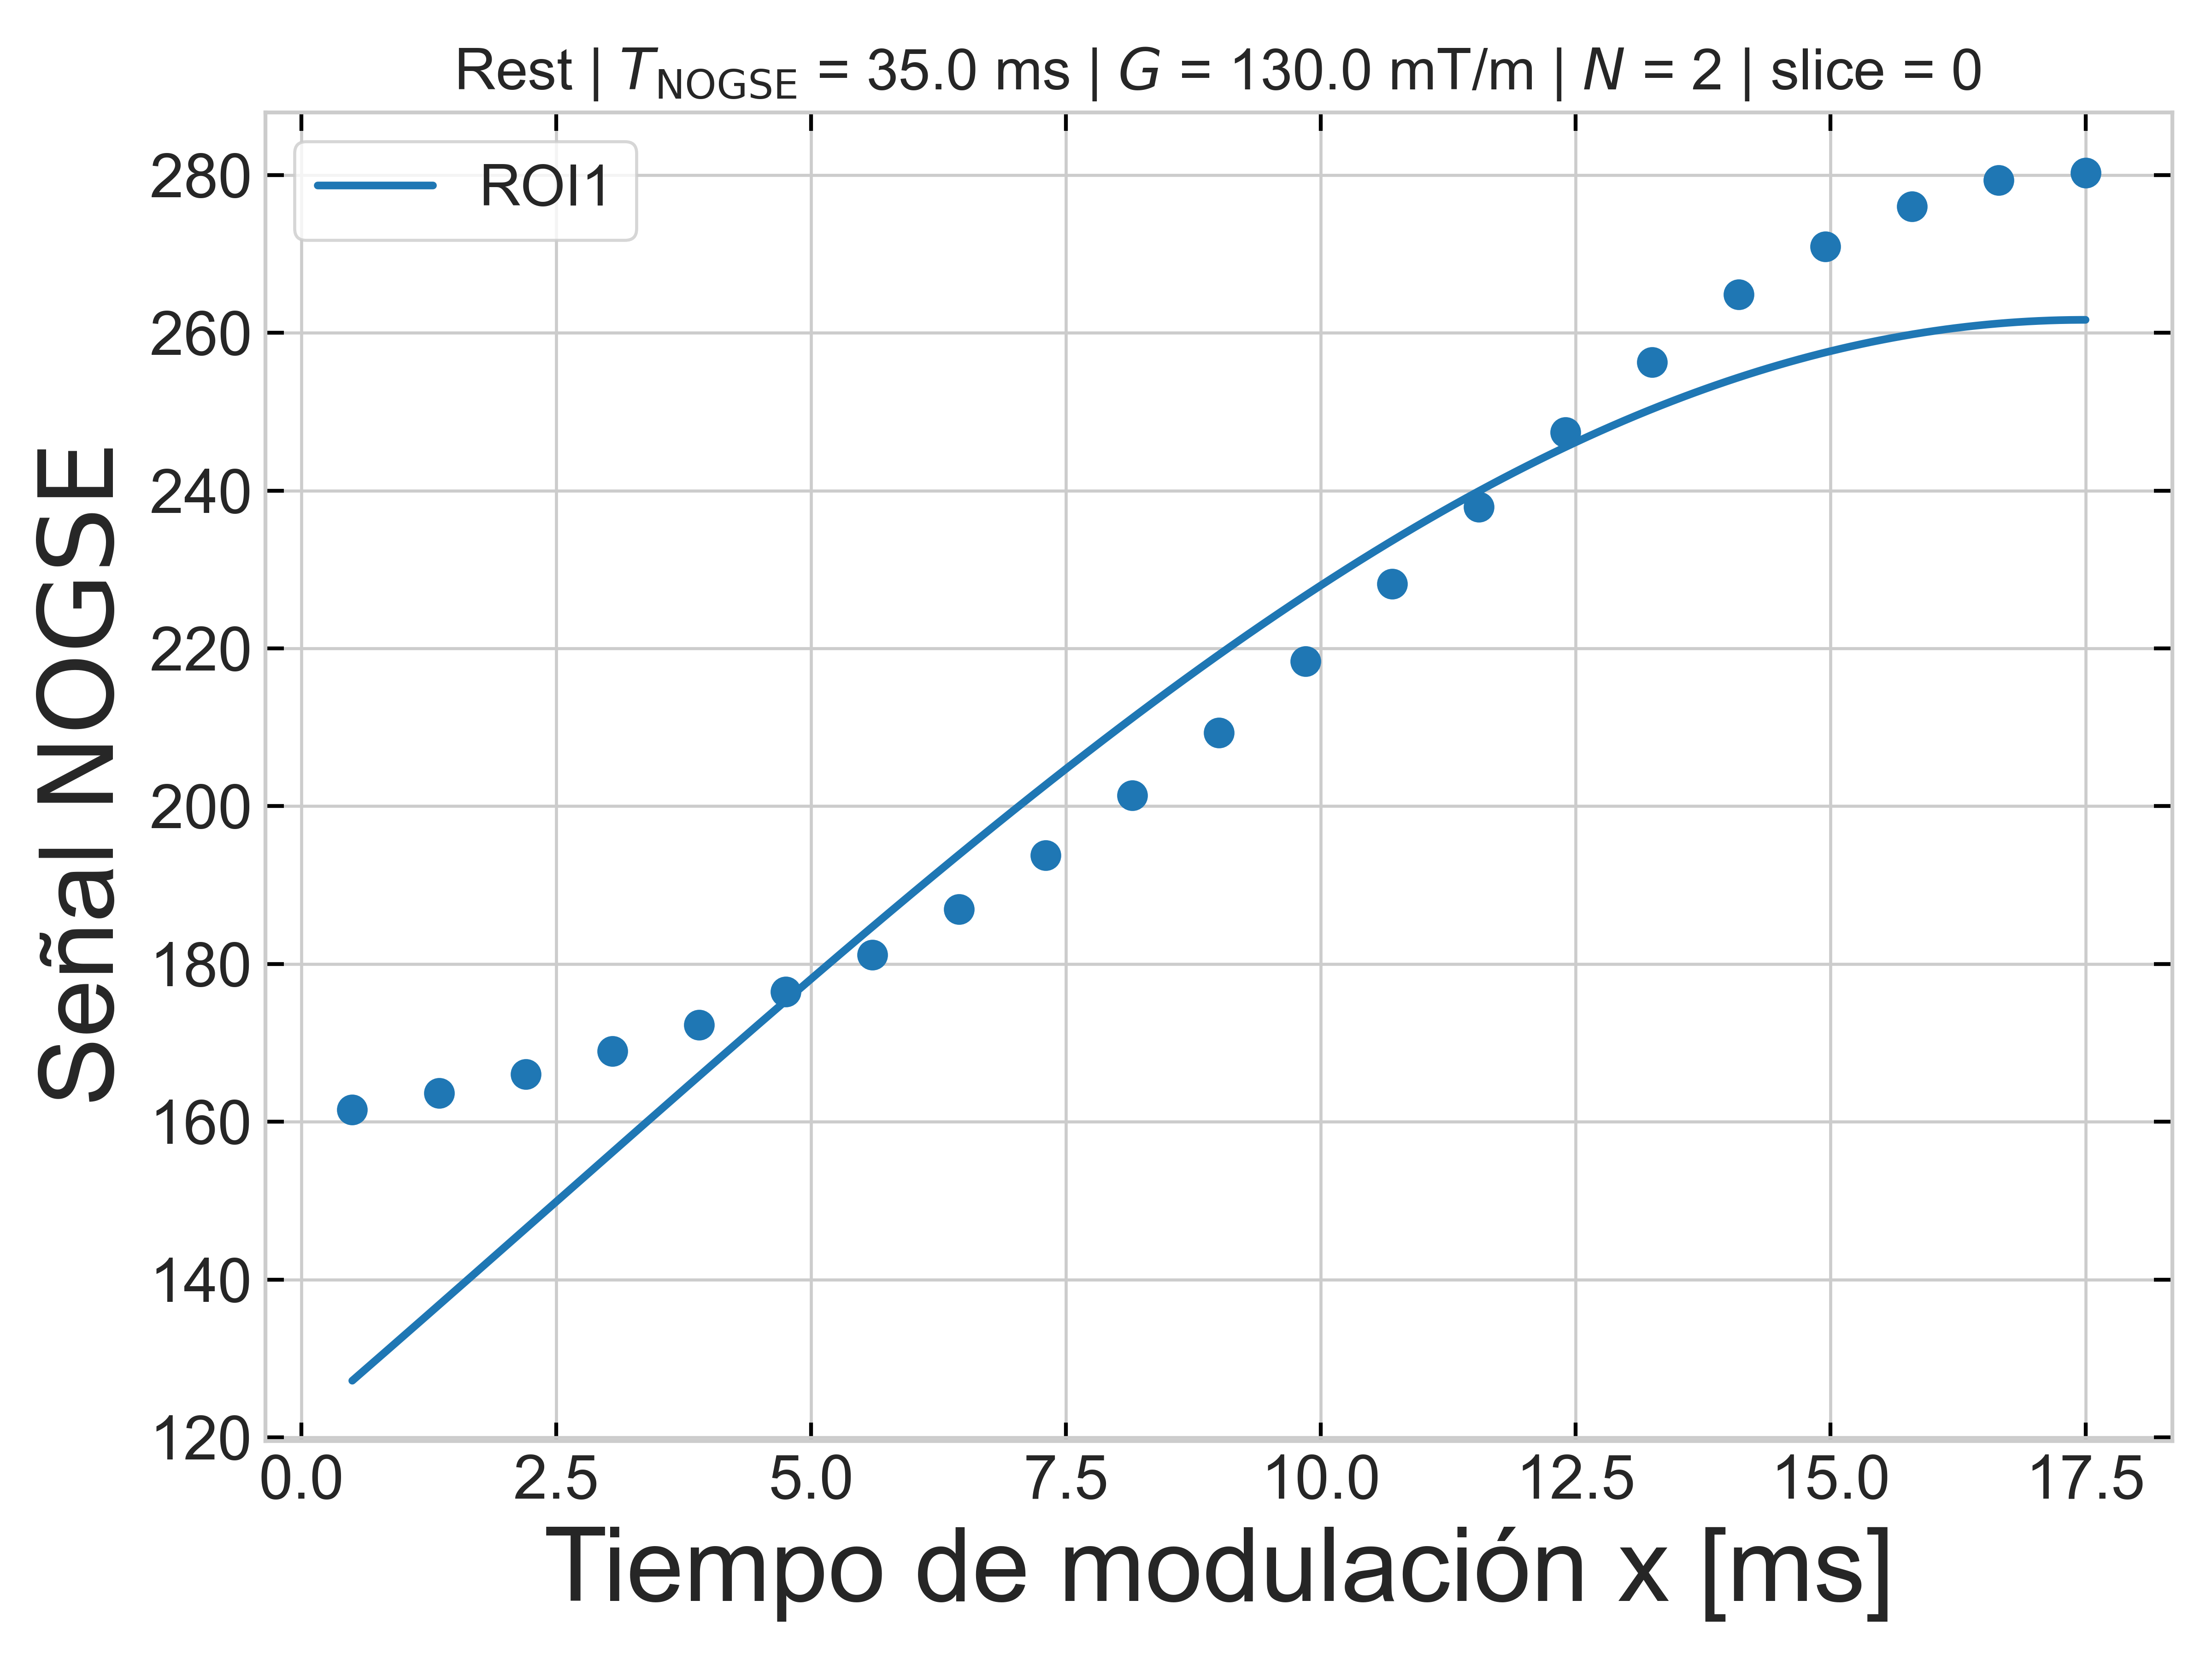 Rest | T_NOGSE = 35.0 ms | G = 130.0 mT/m | N = 2 | slice = 0
ROI1
Señal NOGSE
280
260
240
220
200
180
160
140
120
0.0 2.5 5.0 7.5 10.0 12.5 15.0 17.5
Tiempo de modulación x [ms]